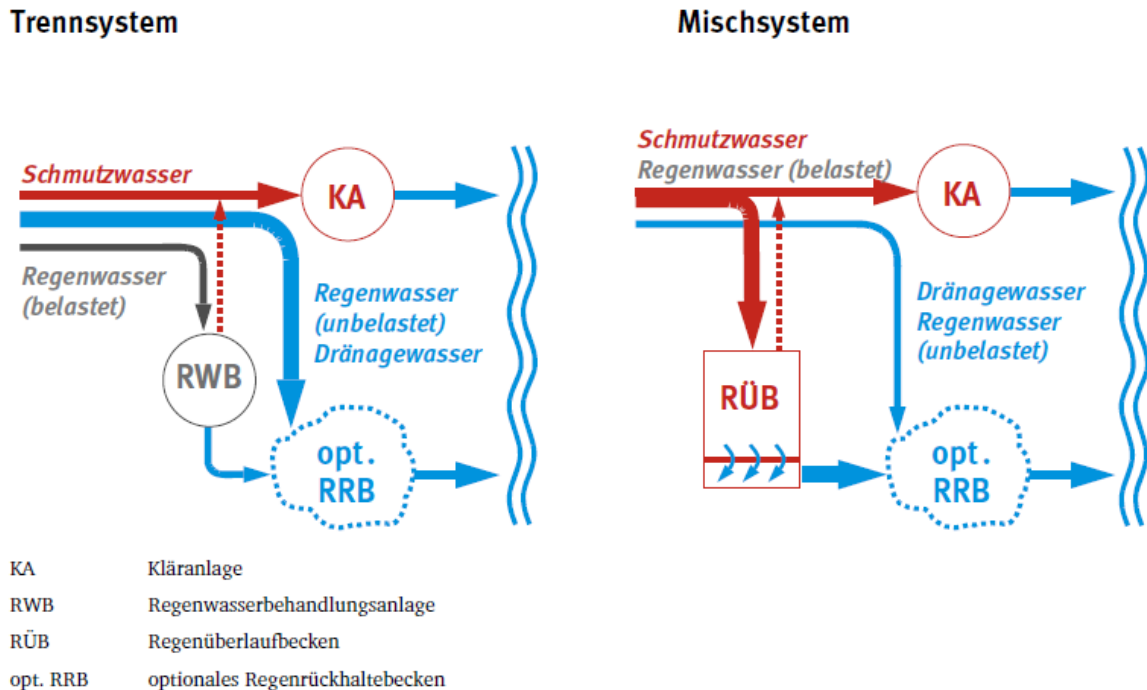 Trennsystem
Schmutzwasser
KA
Regenwasser
(belastet)
Regenwasser
(unbelastet)
Dränagewasser
RWB
opt.
RRB
Mischsystem
Schmutzwasser
Regenwasser (belastet)
KA
Dränagewasser
Regenwasser
(unbelastet)
RÜB
opt.
RRB
KA Kläranlage
RWB Regenwasserbehandlungsanlage
RÜB Regenüberlaufbecken
opt. RRB optionales Regenrückhaltebecken